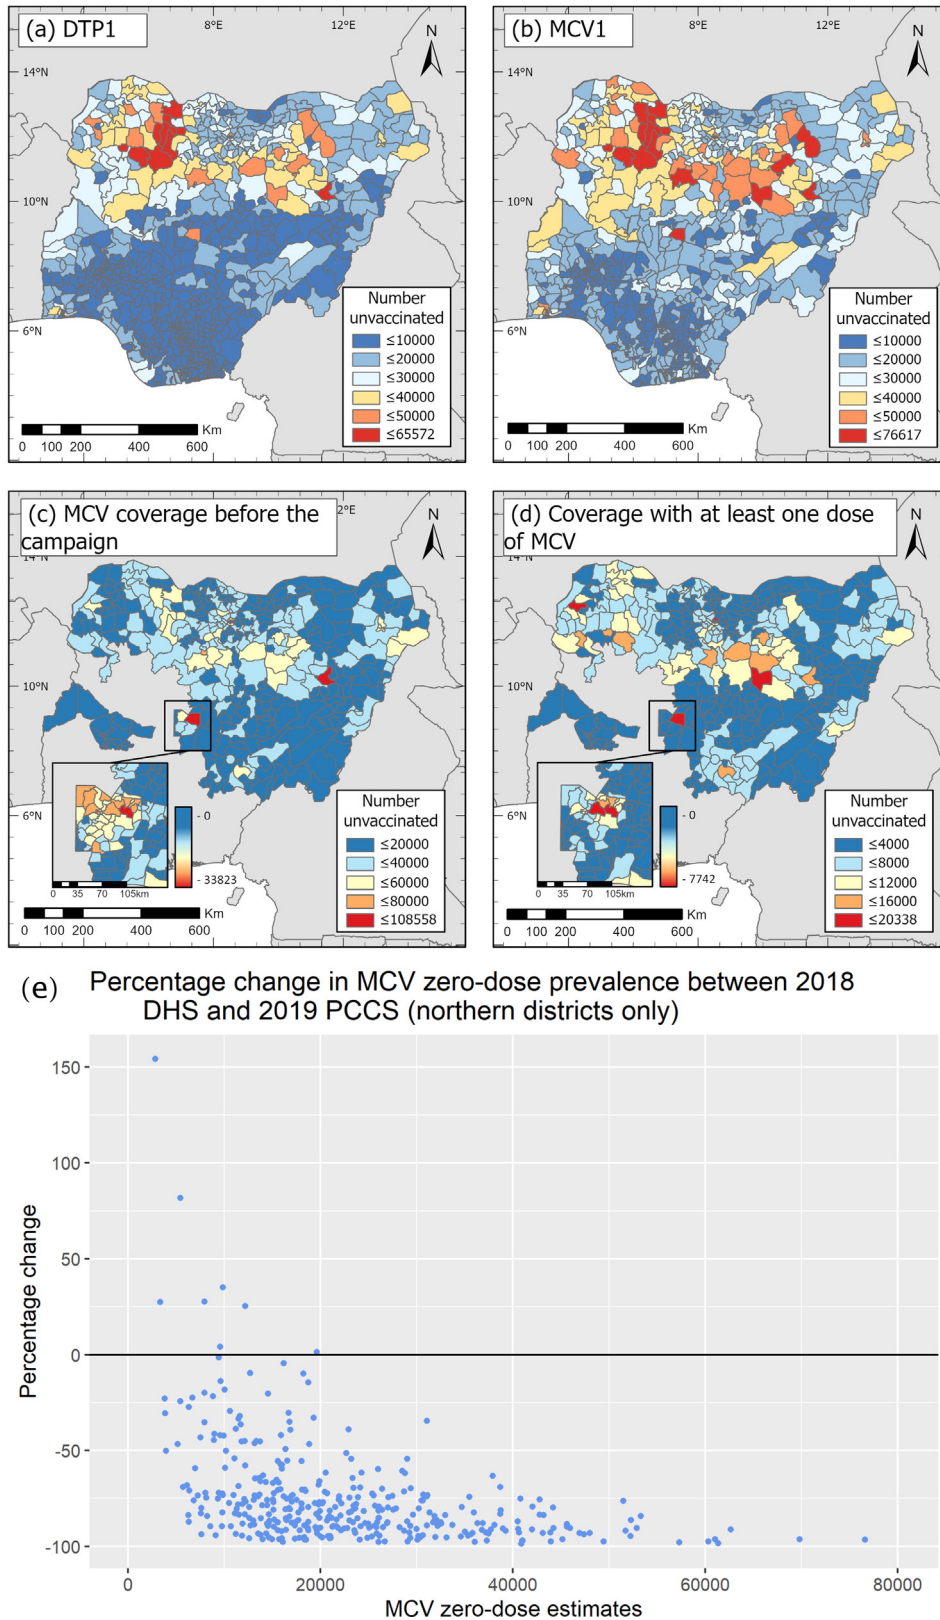 (a) DTP1
8°E
12°E
N
14°N
10°N
6°N
Number
unvaccinated
≤10000
≤20000
≤30000
≤40000
≤50000
≤65572
Km
0 100 200 400 600
(b) MCV1
8°E
12°E
N
14°N
10°N
6°N
Number
unvaccinated
≤10000
≤20000
≤30000
≤40000
≤50000
≤76617
Km
0 100 200 400 600
(c) MCV coverage before the
campaign
2°E
N
14°N
10°N
6°N
- 0
- 33823
0 35 70 105km
Number
unvaccinated
≤20000
≤40000
≤60000
≤80000
≤108558
Km
0 100 200 400 600
(d) Coverage with at least one dose
of MCV
N
14°N
10°N
6°N
- 0
- 7742
0 35 70 105km
Number
unvaccinated
≤4000
≤8000
≤12000
≤16000
≤20338
Km
0 100 200 400 600
(e) Percentage change in MCV zero-dose prevalence between 2018
DHS and 2019 PCCS (northern districts only)
Percentage change
150
100
50
0
-50
-100
0 20000 40000 60000 80000
MCV zero-dose estimates